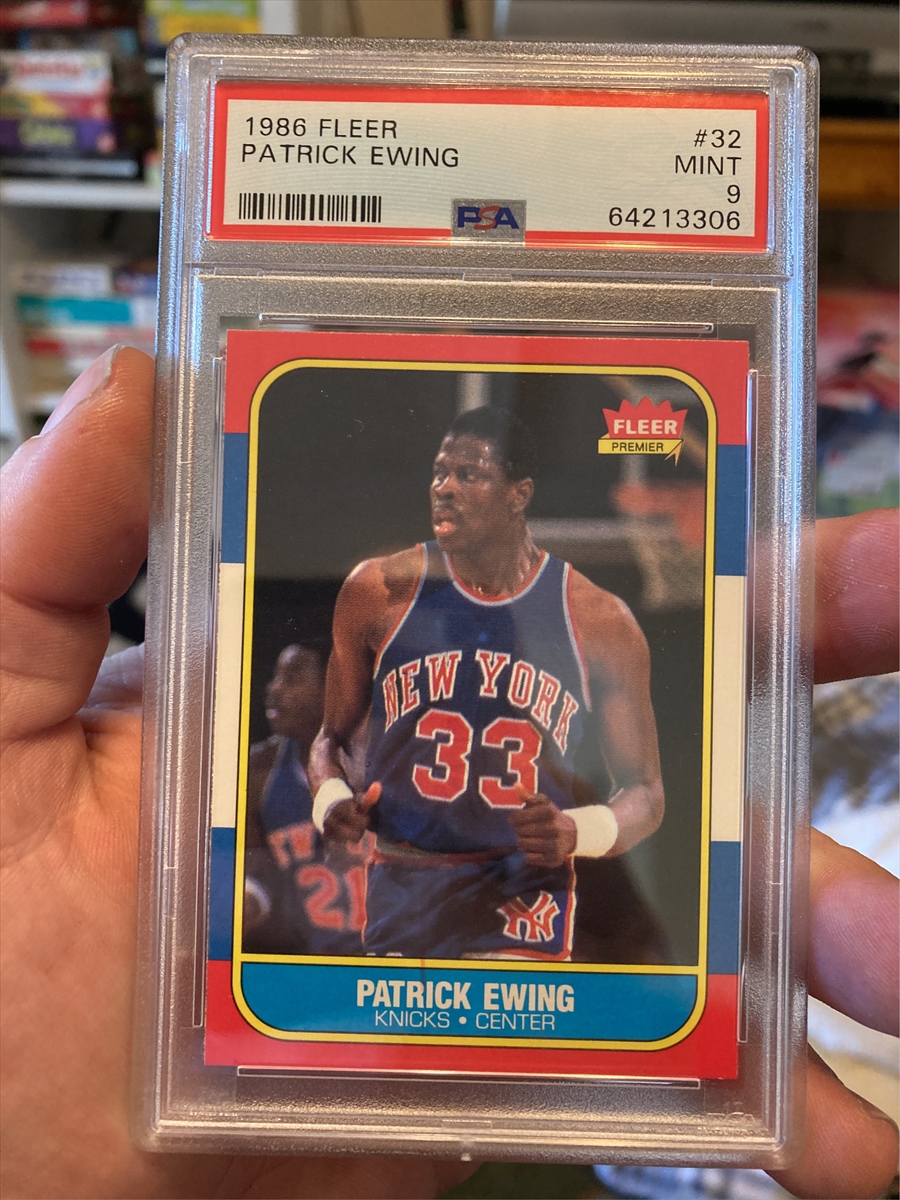 1986 FLEER
#32
PATRICK EWING
MINT
9
PSA
64213306
FLEER
PREMIER
NEW YORK
33
21
NY
PATRICK EWING
KNICKS • CENTER